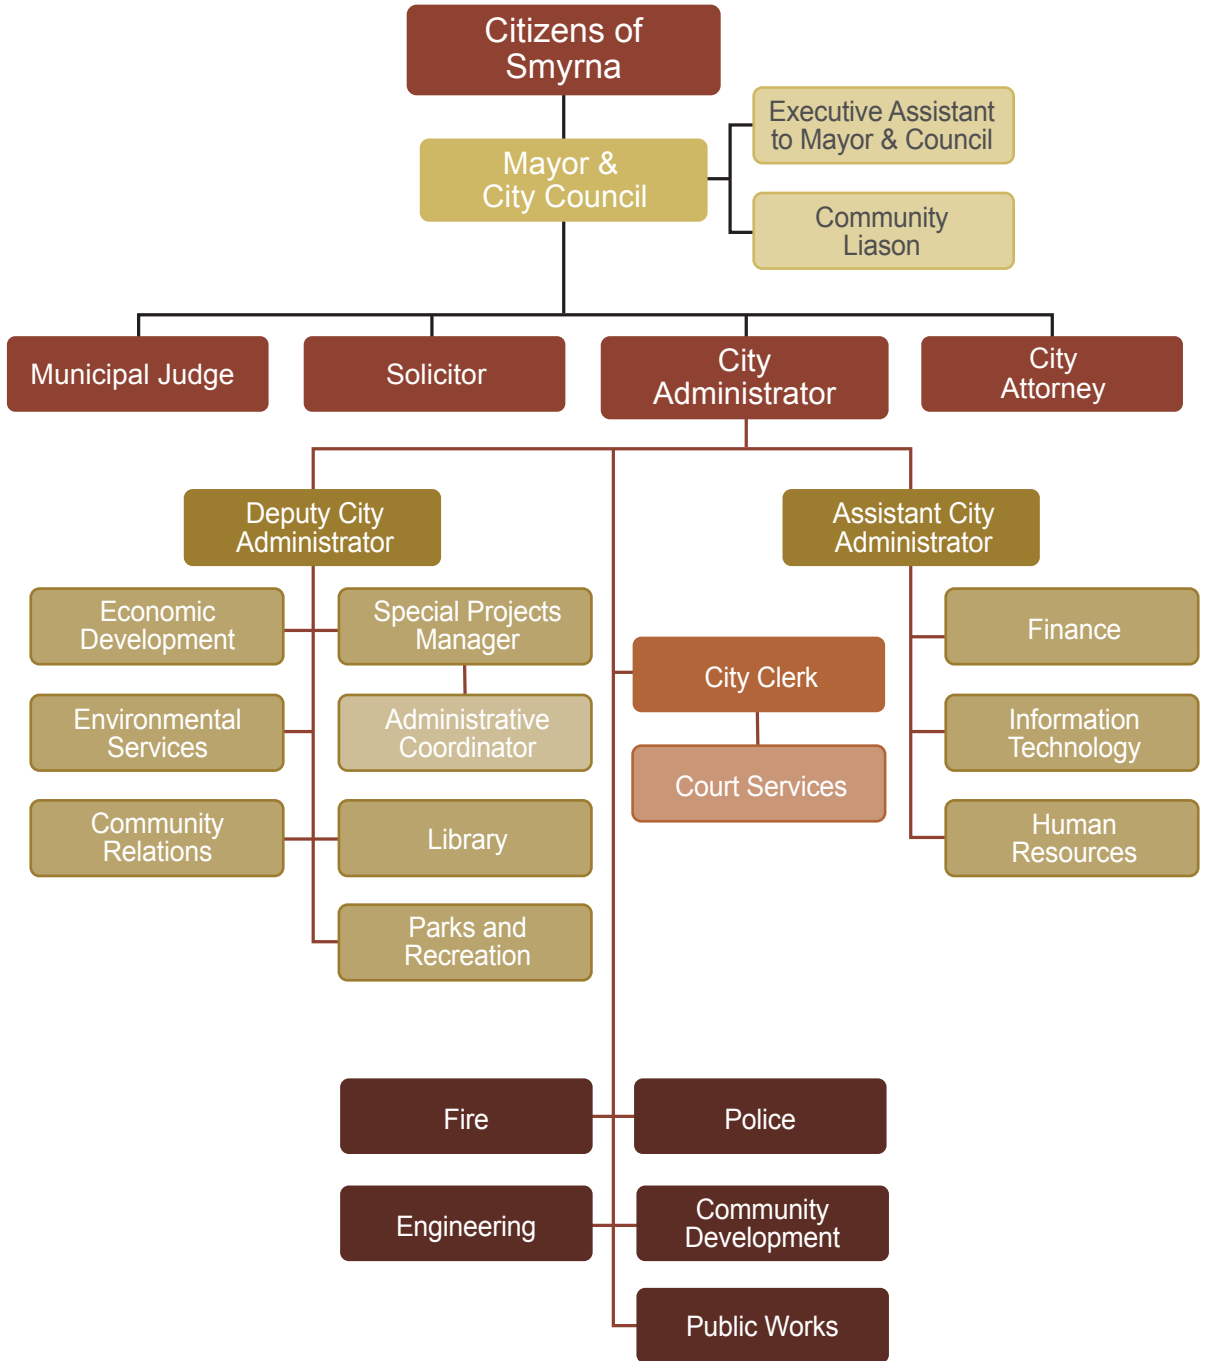 Citizens of
Smyrna
Executive Assistant
to Mayor & Council
Mayor &
City Council
Community
Liason
Municipal Judge
Solicitor
City
Administrator
City
Attorney
Deputy City
Administrator
Assistant City
Administrator
Economic
Development
Special Projects
Manager
Finance
City Clerk
Environmental
Services
Administrative
Coordinator
Information
Technology
Court Services
Community
Relations
Library
Human
Resources
Parks and
Recreation
Fire
Police
Engineering
Community
Development
Public Works